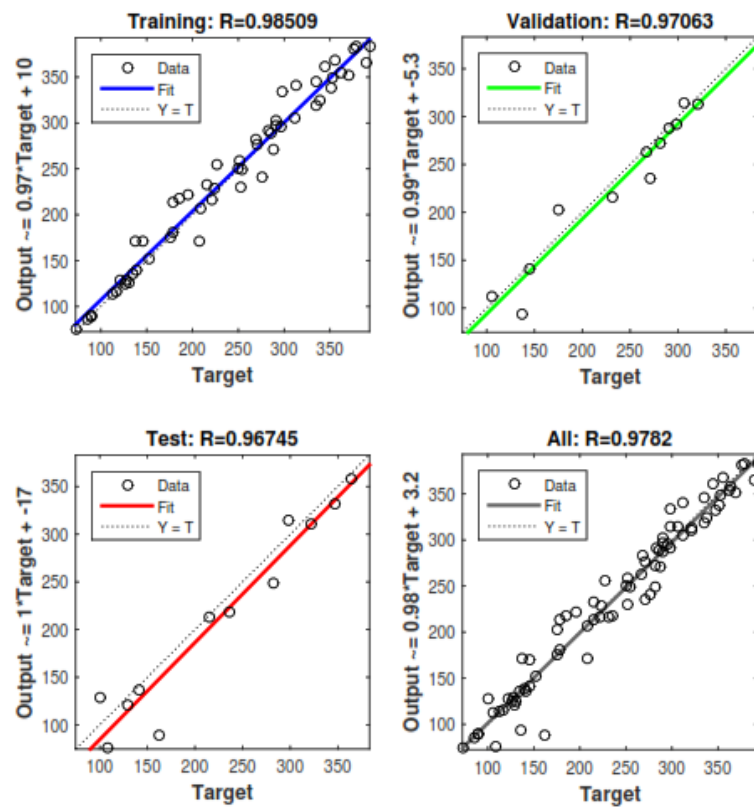 Training: R=0.98509
Output ~= 0.97*Target + 10
350
300
250
200
150
100
Data
Fit
Y = T
100 150 200 250 300 350
Target
Validation: R=0.97063
Output ~= 0.99*Target + -5.3
350
300
250
200
150
100
Data
Fit
Y = T
100 150 200 250 300 350
Target
Test: R=0.96745
Output ~= 1*Target + -17
350
300
250
200
150
100
Data
Fit
Y = T
100 150 200 250 300 350
Target
All: R=0.9782
Output ~= 0.98*Target + 3.2
350
300
250
200
150
100
Data
Fit
Y = T
100 150 200 250 300 350
Target